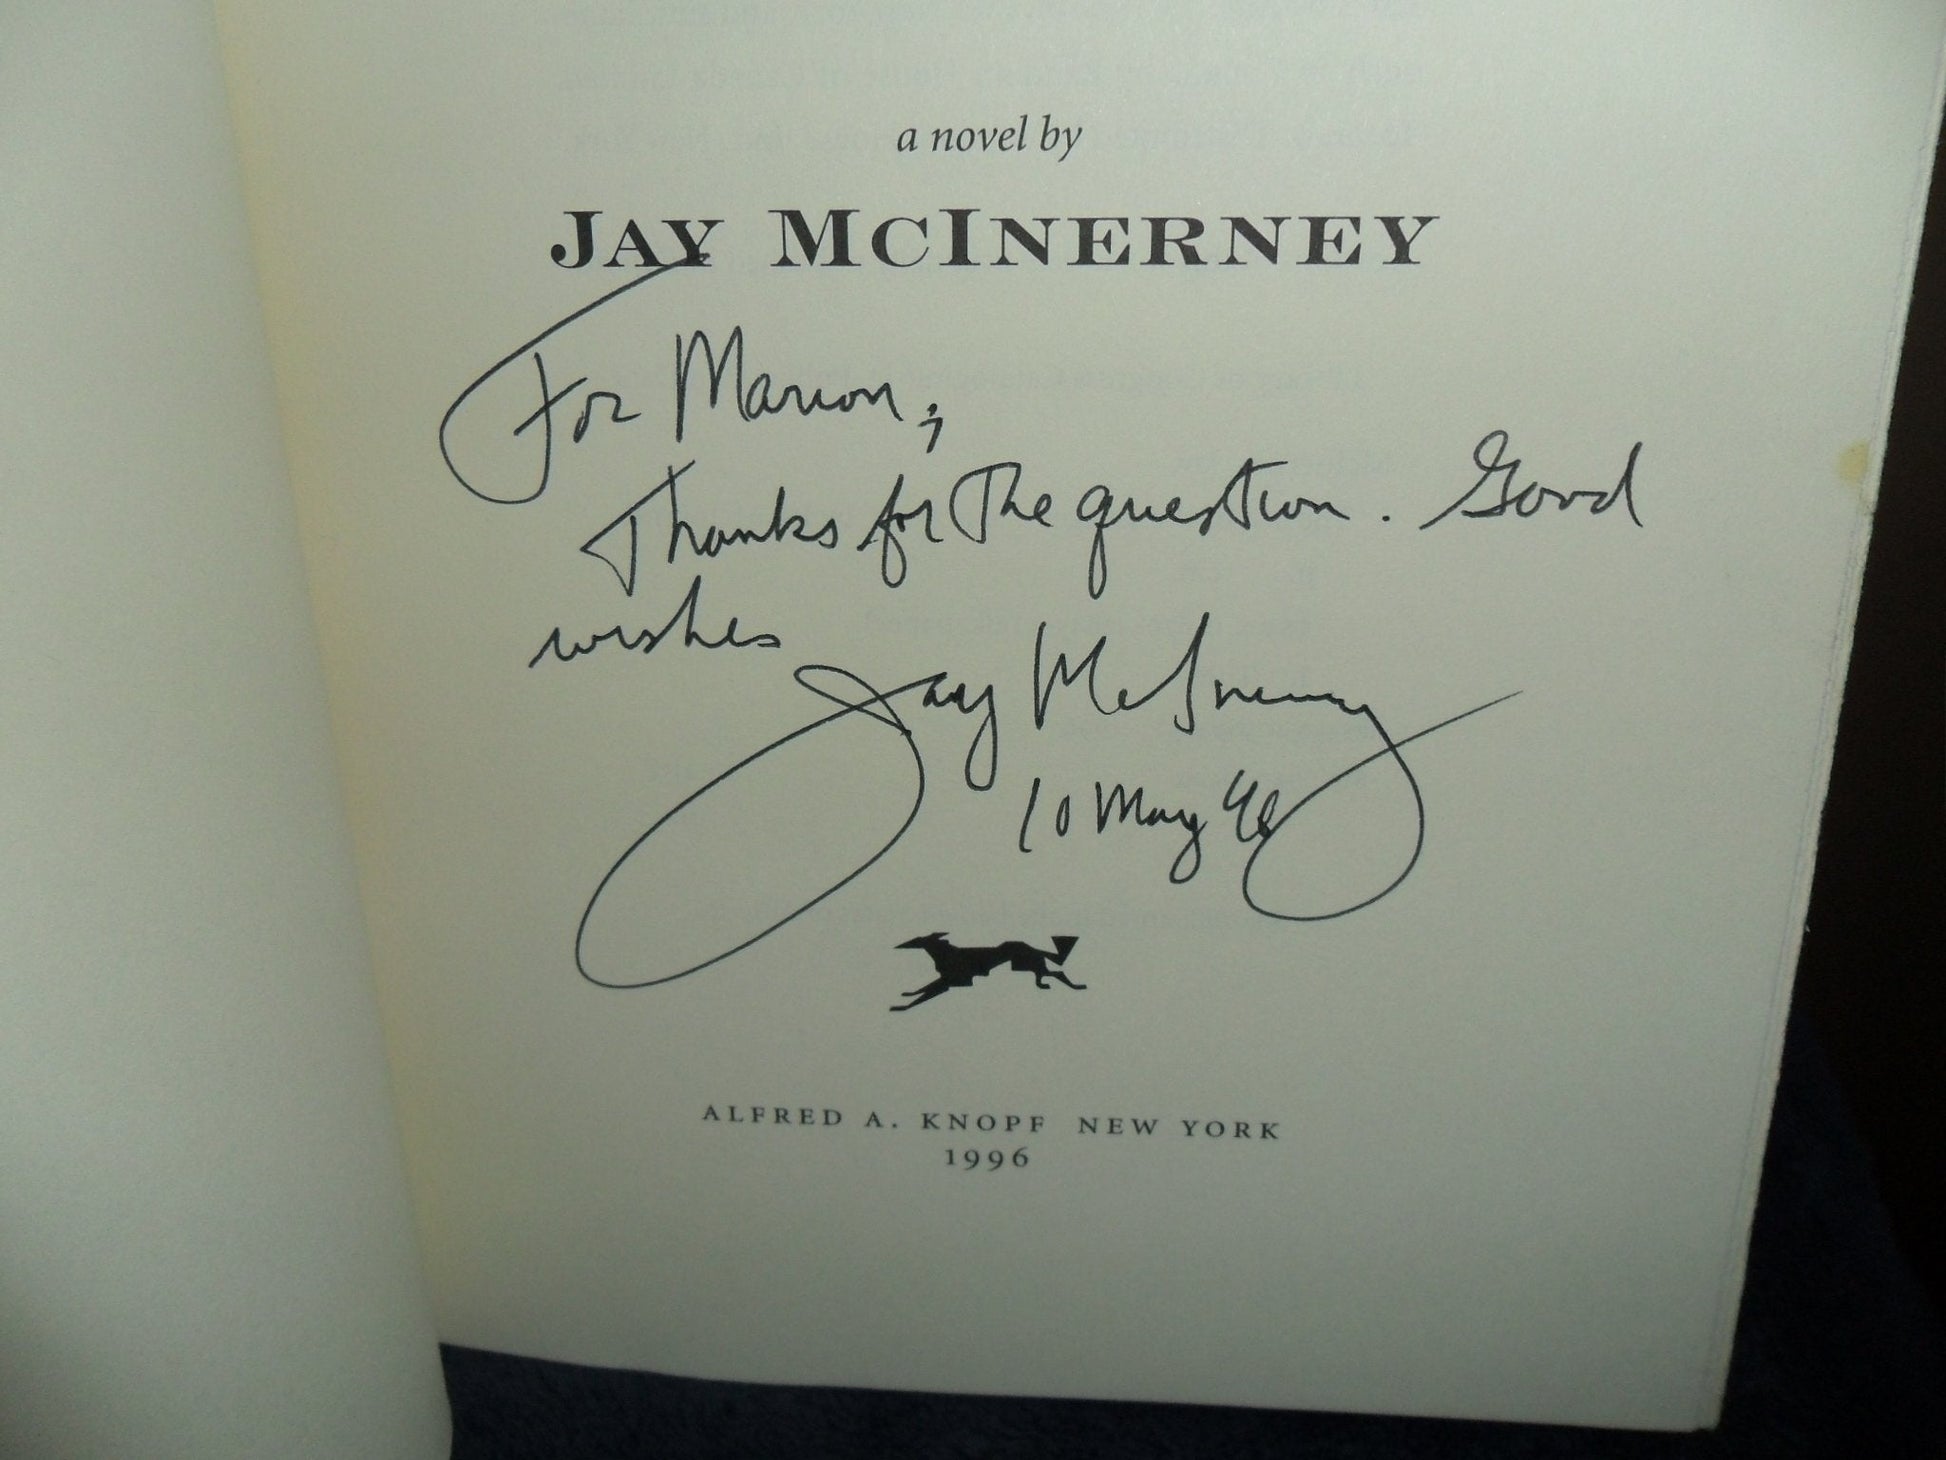 a novel by
JAY MCINERNEY
For Marion,
Thanks for the question. Good
wishes
Jay McInerney
10 May 96
ALFRED A. KNOPF NEW YORK
1996